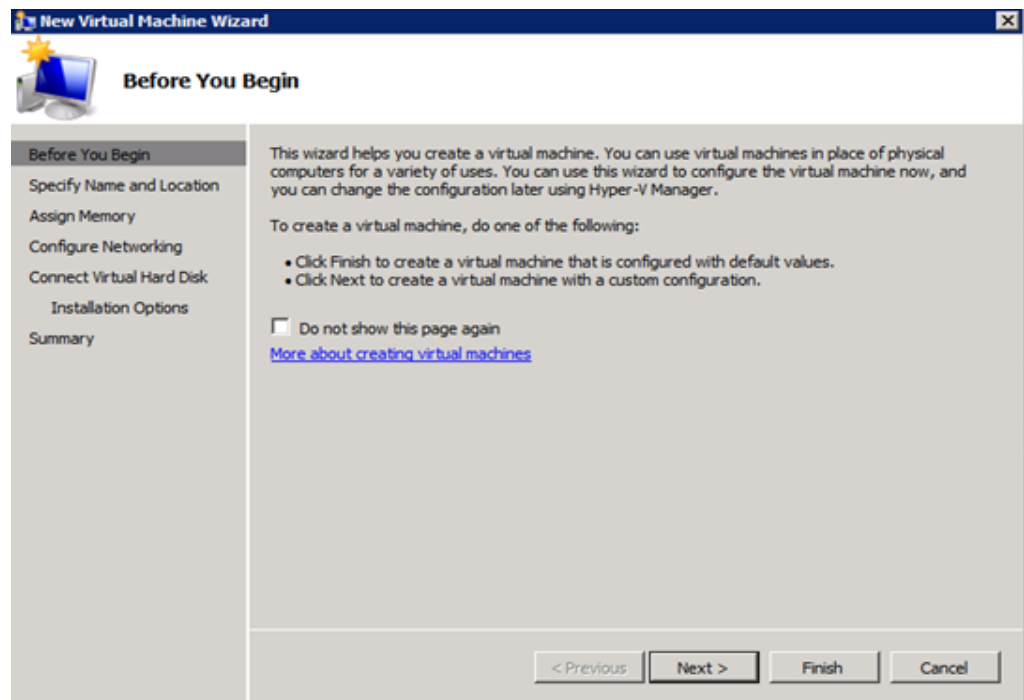 New Virtual Machine Wizard
Before You Begin
Before You Begin
Specify Name and Location
Assign Memory
Configure Networking
Connect Virtual Hard Disk
Installation Options
Summary
This wizard helps you create a virtual machine. You can use virtual machines in place of physical
computers for a variety of uses. You can use this wizard to configure the virtual machine now, and
you can change the configuration later using Hyper-V Manager.
To create a virtual machine, do one of the following:
• Click Finish to create a virtual machine that is configured with default values.
• Click Next to create a virtual machine with a custom configuration.
Do not show this page again
More about creating virtual machines
< Previous
Next >
Finish
Cancel